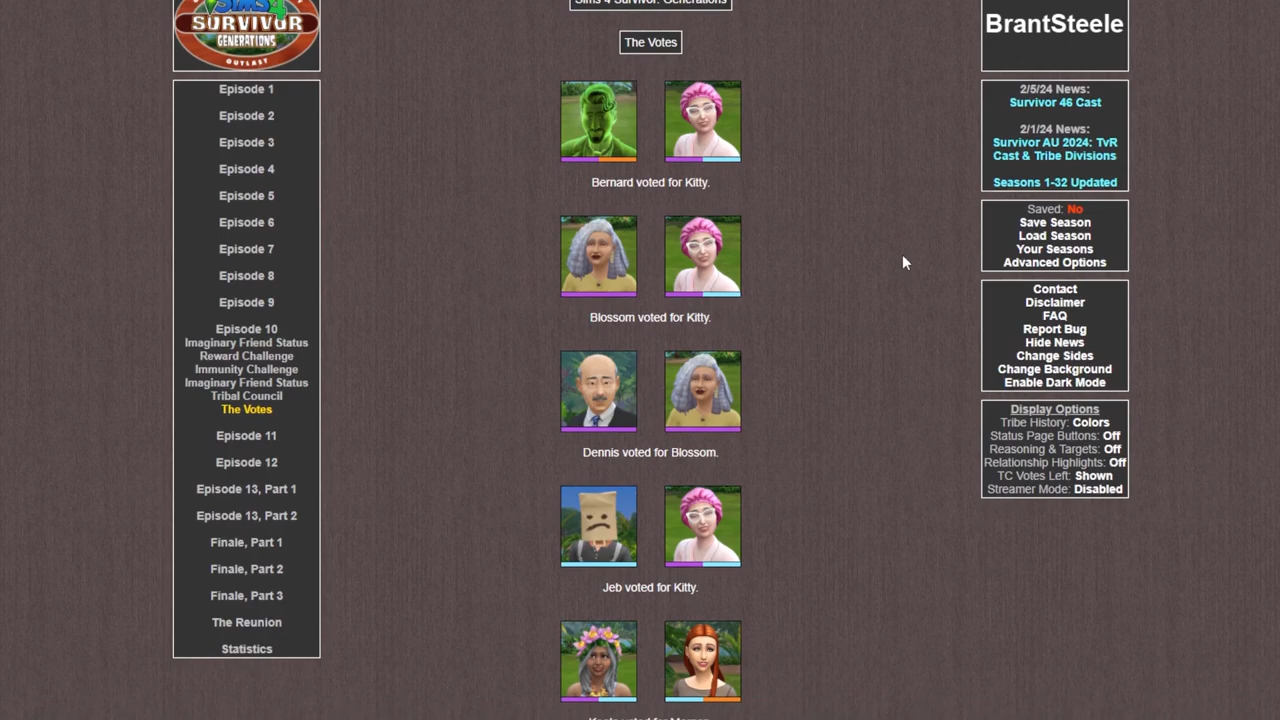 SIMS 4
SURVIVOR
GENERATIONS
OUTLAST
Episode 1
Episode 2
Episode 3
Episode 4
Episode 5
Episode 6
Episode 7
Episode 8
Episode 9
Episode 10
Imaginary Friend Status
Reward Challenge
Immunity Challenge
Imaginary Friend Status
Tribal Council
The Votes
Episode 11
Episode 12
Episode 13, Part 1
Episode 13, Part 2
Finale, Part 1
Finale, Part 2
Finale, Part 3
The Reunion
Statistics
Sims 4 Survivor: Generations
The Votes
Bernard voted for Kitty.
Blossom voted for Kitty.
Dennis voted for Blossom.
Jeb voted for Kitty.
BrantSteele
2/5/24 News:
Survivor 46 Cast
2/1/24 News:
Survivor AU 2024: TvR
Cast & Tribe Divisions
Seasons 1-32 Updated
Saved: No
Save Season
Load Season
Your Seasons
Advanced Options
Contact
Disclaimer
FAQ
Report Bug
Hide News
Change Sides
Change Background
Enable Dark Mode
Display Options
Tribe History: Colors
Status Page Buttons: Off
Reasoning & Targets: Off
Relationship Highlights: Off
TC Votes Left: Shown
Streamer Mode: Disabled